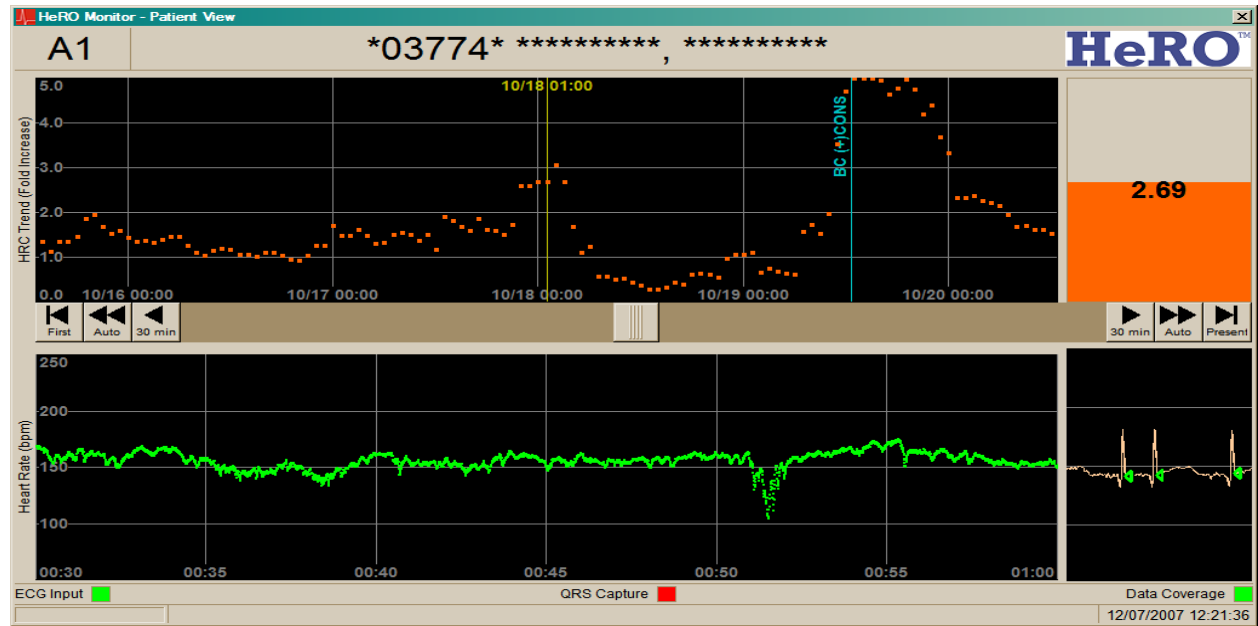 HeRO Monitor - Patient View
A1
*03774* **********, **********
HeRO™
HRC Trend (Fold Increase)
5.0
4.0
3.0
2.0
1.0
0.0
10/18 01:00
BC (+)CONS
10/16 00:00
10/17 00:00
10/18 00:00
10/19 00:00
10/20 00:00
2.69
First
Auto
30 min
30 min
Auto
Present
Heart Rate (bpm)
250
200
150
100
00:30
00:35
00:40
00:45
00:50
00:55
01:00
ECG Input
QRS Capture
Data Coverage
12/07/2007 12:21:36